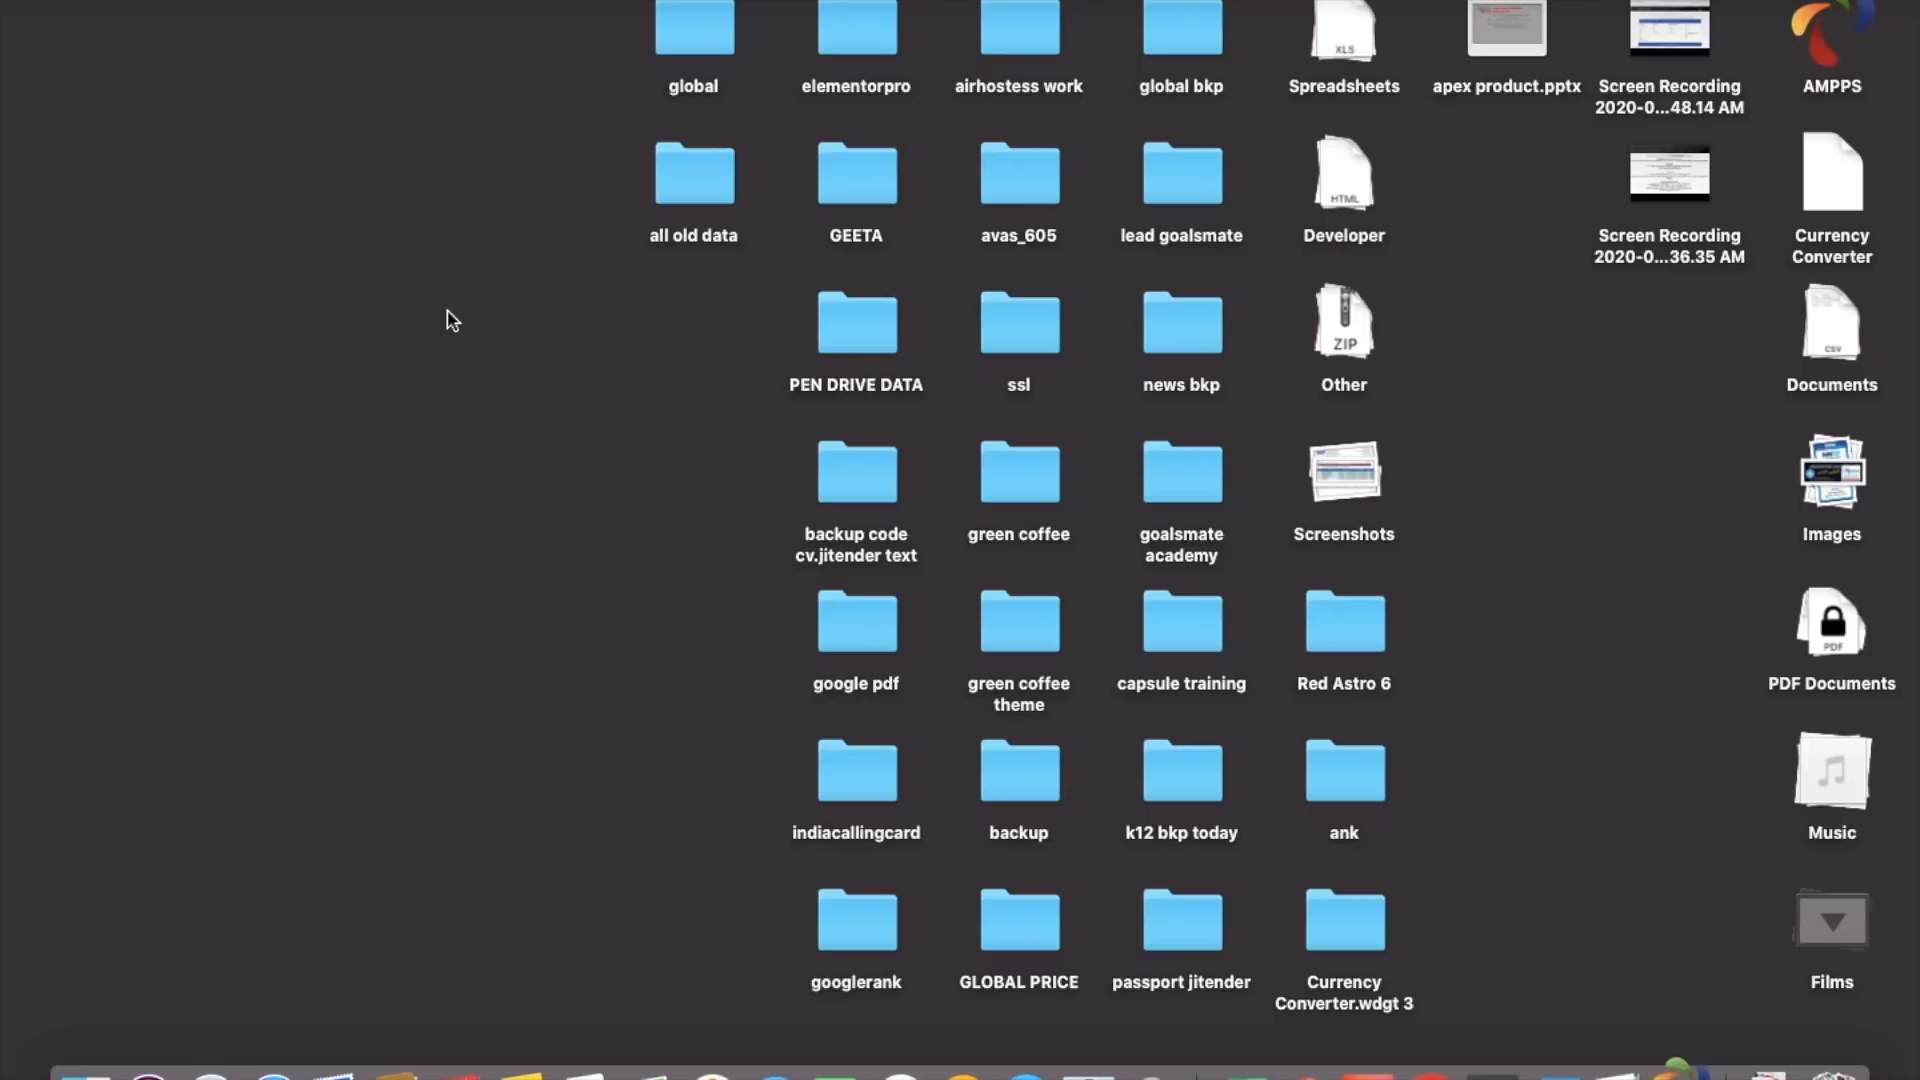 global
elementorpro
airhostess work
global bkp
XLS
Spreadsheets
apex product.pptx
Screen Recording
2020-0...48.14 AM
AMPPS
all old data
GEETA
avas_605
lead goalsmate
HTML
Developer
Screen Recording
2020-0...36.35 AM
Currency
Converter
PEN DRIVE DATA
ssl
news bkp
ZIP
Other
CSV
Documents
backup code
cv.jitender text
green coffee
goalsmate
academy
Screenshots
Images
google pdf
green coffee
theme
capsule training
Red Astro 6
PDF
PDF Documents
indiacallingcard
backup
k12 bkp today
ank
Music
googlerank
GLOBAL PRICE
passport jitender
Currency
Converter.wdgt 3
Films